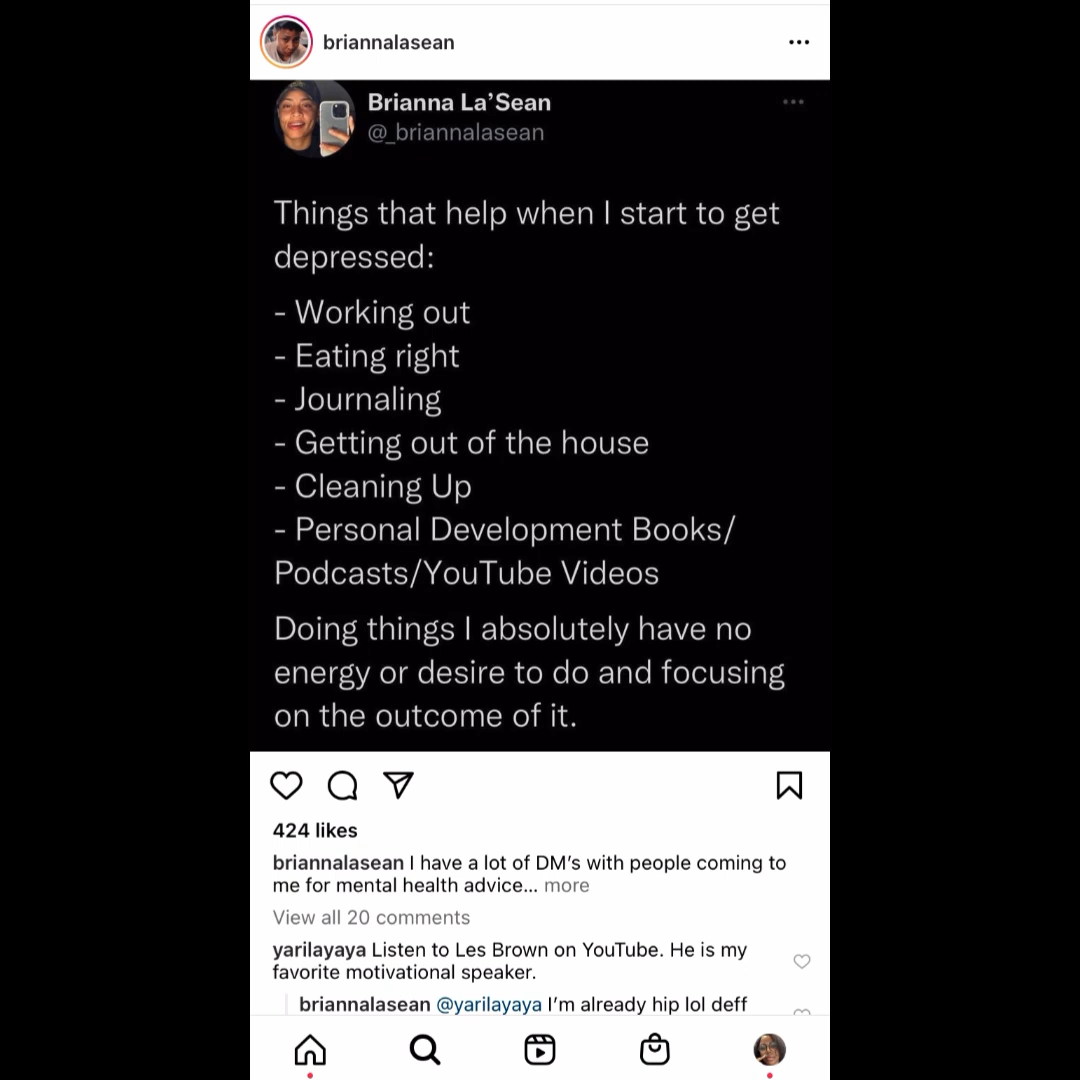 briannalasean
Brianna La’Sean
@_briannalasean
Things that help when I start to get
depressed:
- Working out
- Eating right
- Journaling
- Getting out of the house
- Cleaning Up
- Personal Development Books/
Podcasts/YouTube Videos
Doing things I absolutely have no
energy or desire to do and focusing
on the outcome of it.
424 likes
briannalasean I have a lot of DM’s with people coming to
me for mental health advice... more
View all 20 comments
yarilayaya Listen to Les Brown on YouTube. He is my
favorite motivational speaker.
briannalasean @yarilayaya I’m already hip lol deff